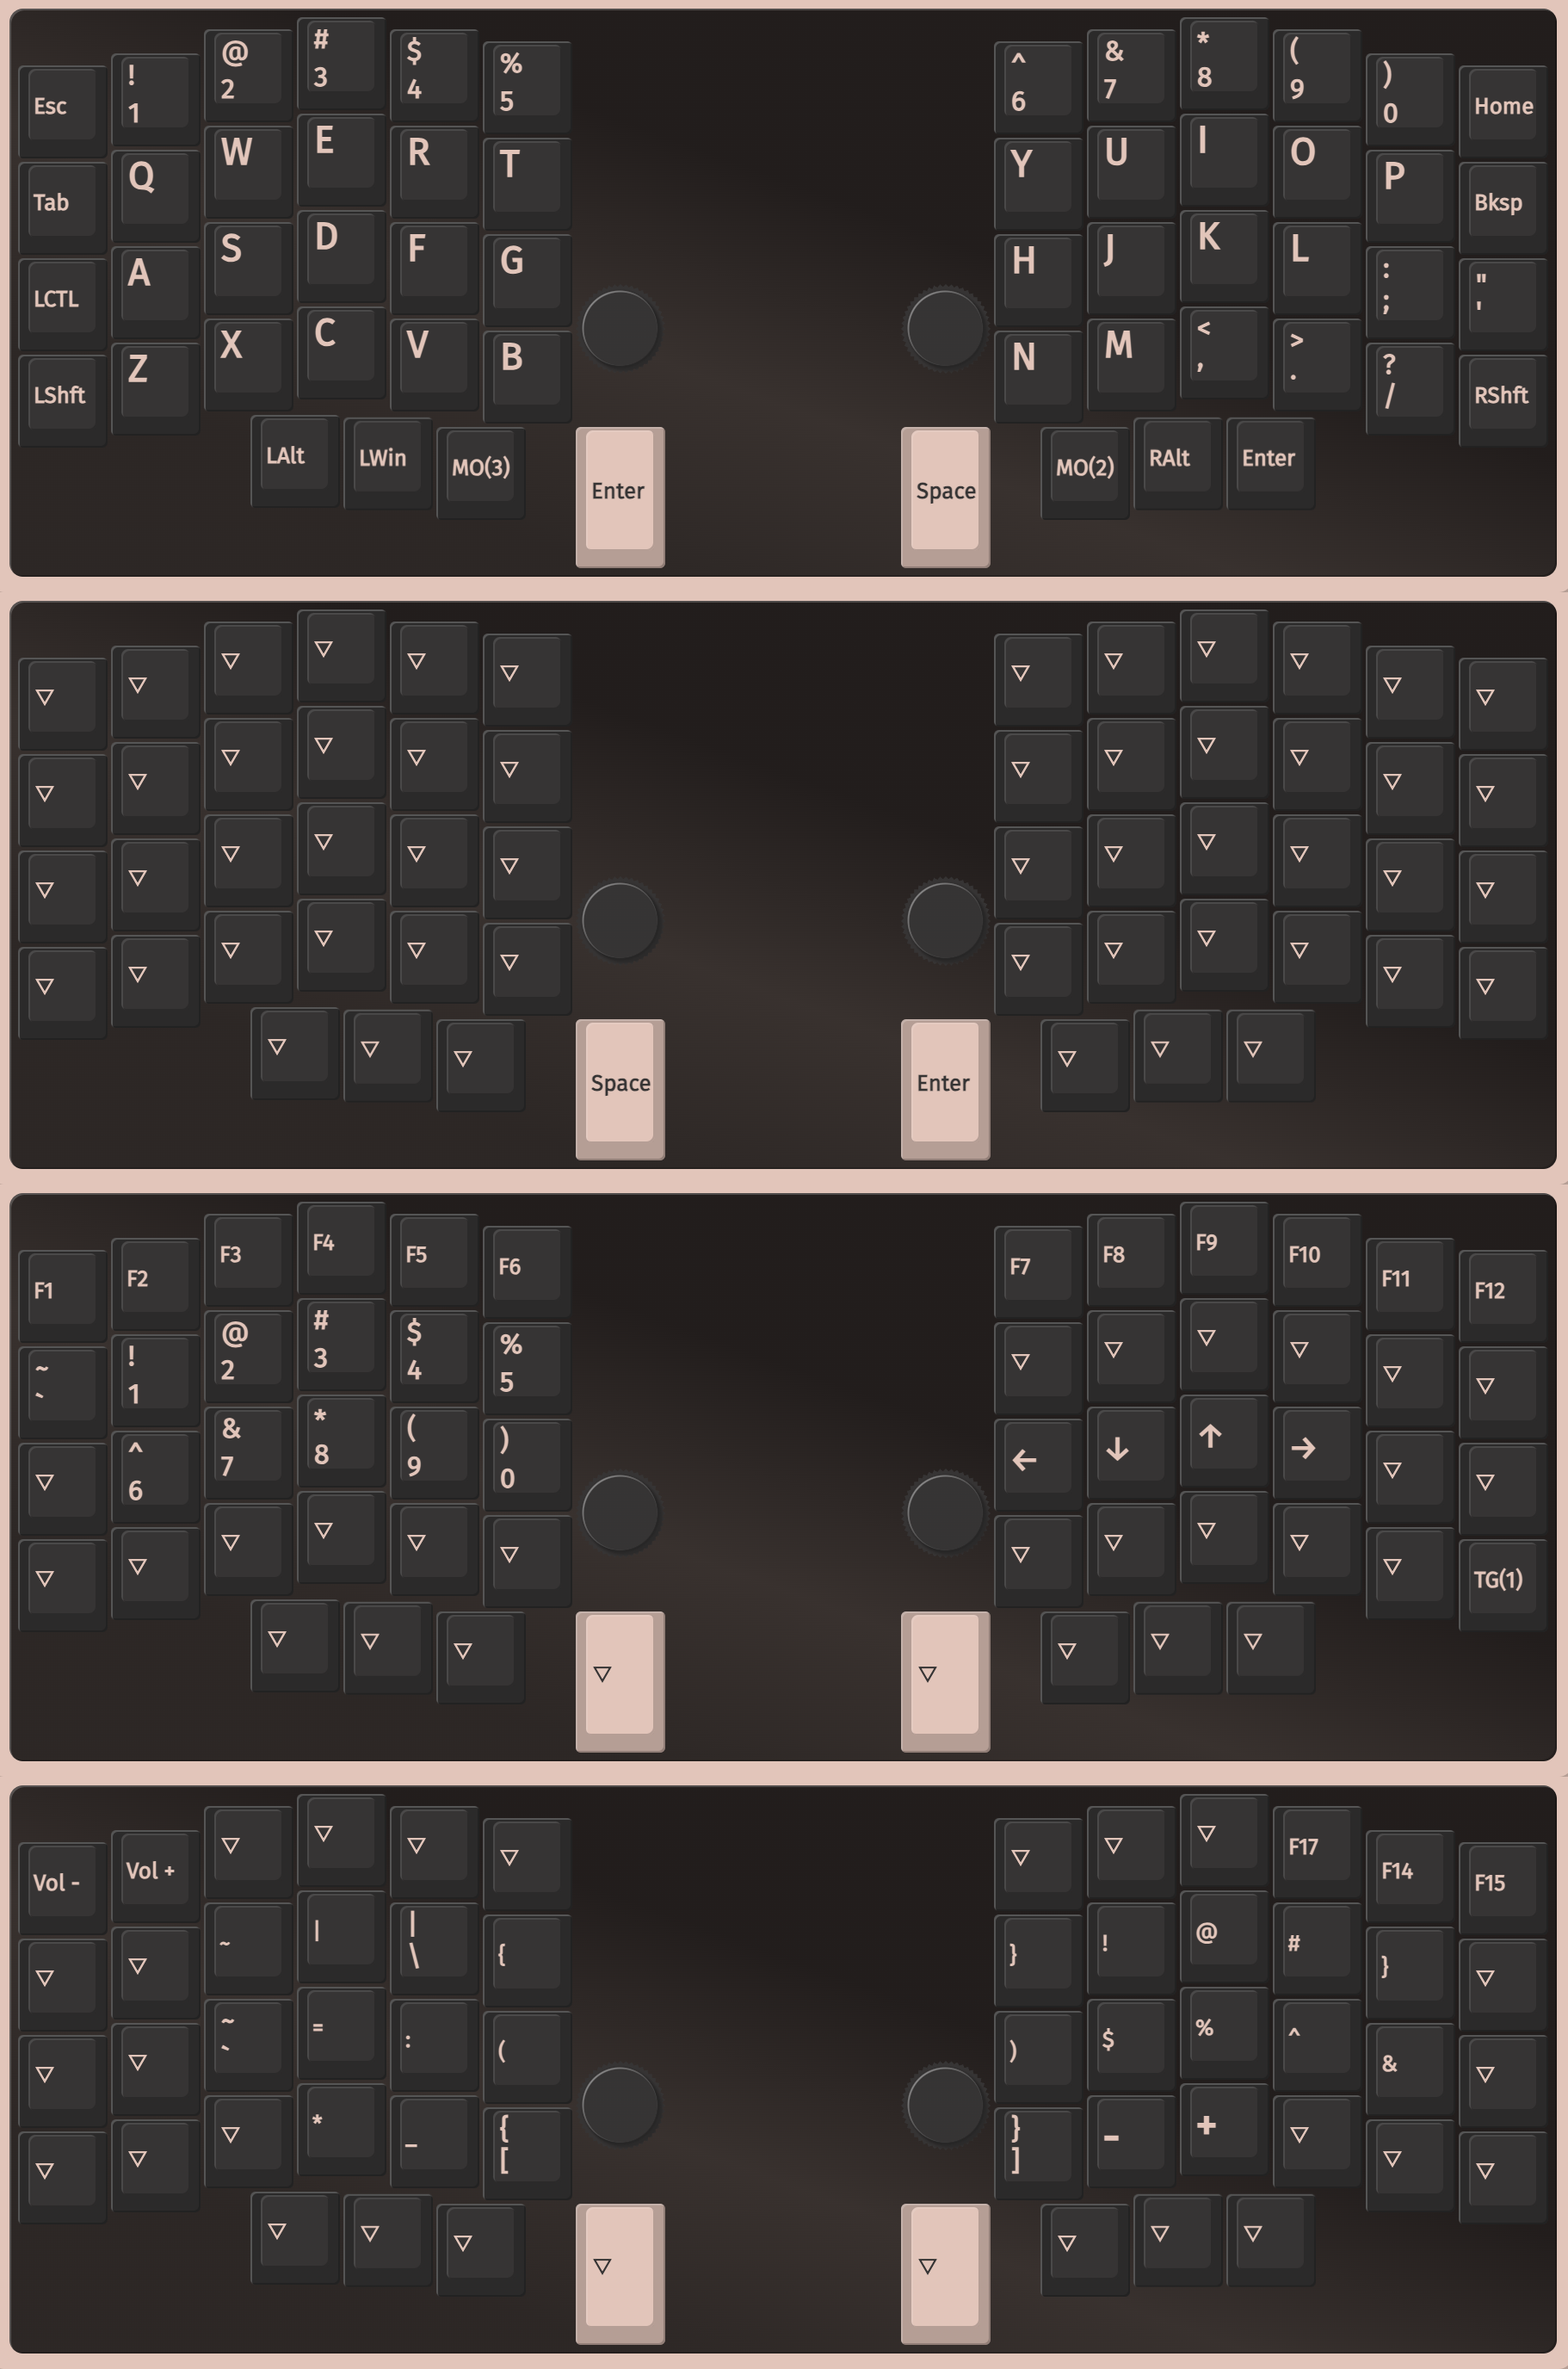 Esc ! 1 @ 2 # 3 $ 4 % 5 ^ 6 & 7 * 8 ( 9 ) 0 Home
Tab Q W E R T Y U I O P Bksp
LCTL A S D F G H J K L : ; " '
LShft Z X C V B N M < , > . ? / RShft
LAlt LWin MO(3) Enter Space MO(2) RAlt Enter
▽ ▽ ▽ ▽ ▽ ▽ ▽ ▽ ▽ ▽ ▽ ▽
▽ ▽ ▽ ▽ ▽ ▽ ▽ ▽ ▽ ▽ ▽ ▽
▽ ▽ ▽ ▽ ▽ ▽ ▽ ▽ ▽ ▽ ▽ ▽
▽ ▽ ▽ ▽ ▽ ▽ ▽ ▽ ▽ ▽ ▽ ▽
▽ ▽ ▽ Space Enter ▽ ▽ ▽
F1 F2 F3 F4 F5 F6 F7 F8 F9 F10 F11 F12
~ ` ! 1 @ 2 # 3 $ 4 % 5 ▽ ▽ ▽ ▽ ▽ ▽
▽ ^ 6 & 7 * 8 ( 9 ) 0 ← ↓ ↑ → ▽ ▽
▽ ▽ ▽ ▽ ▽ ▽ ▽ ▽ ▽ ▽ ▽ TG(1)
▽ ▽ ▽ ▽ ▽ ▽ ▽ ▽
Vol - Vol + ▽ ▽ ▽ ▽ ▽ ▽ ▽ F17 F14 F15
▽ ▽ ~ | | \ { } ! @ # } ▽
▽ ▽ ~ ` = : ( ) $ % ^ & ▽
▽ ▽ ▽ * _ { [ } ] - + ▽ ▽ ▽
▽ ▽ ▽ ▽ ▽ ▽ ▽ ▽